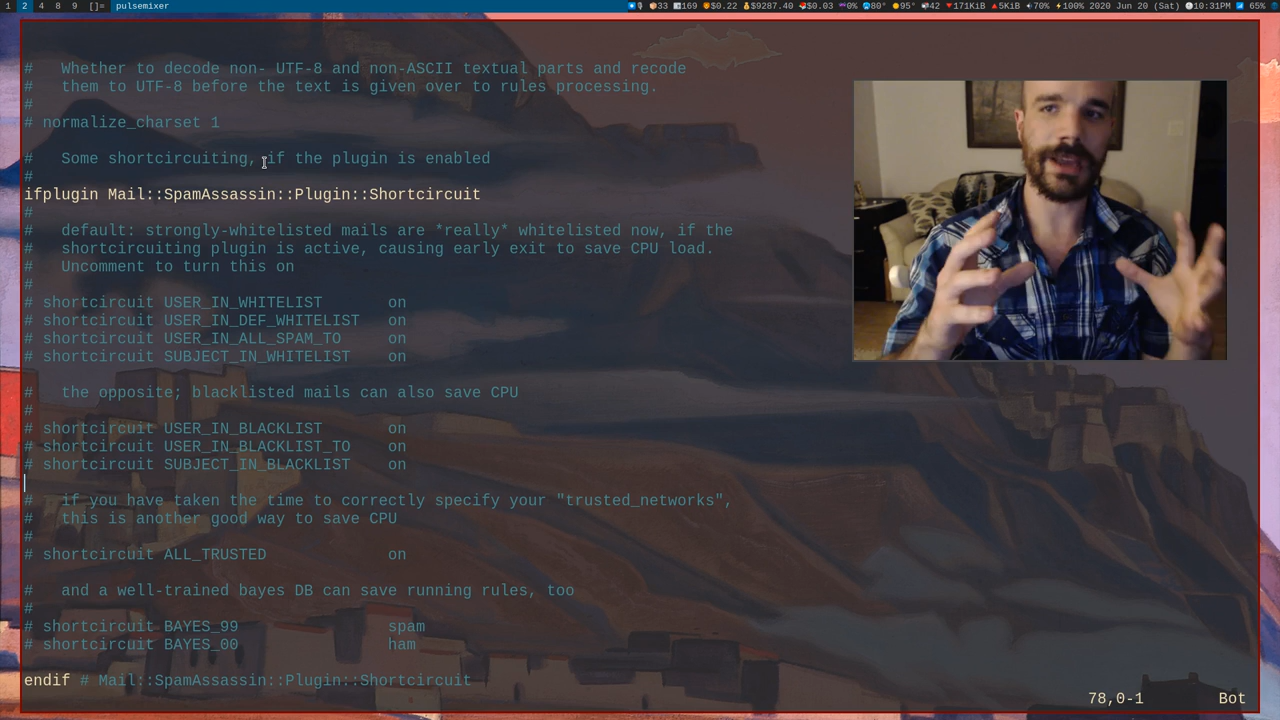 1 2 4 8 9 []= pulsemixer 33 169 $0.22 $9287.40 $0.03 0% 80° 95° 42 171KiB 5KiB 70% 100% 2020 Jun 20 (Sat) 10:31PM 65%
#   Whether to decode non- UTF-8 and non-ASCII textual parts and recode
#   them to UTF-8 before the text is given over to rules processing.
#
# normalize_charset 1
#   Some shortcircuiting, if the plugin is enabled
#
ifplugin Mail::SpamAssassin::Plugin::Shortcircuit
#
#   default: strongly-whitelisted mails are *really* whitelisted now, if the
#   shortcircuiting plugin is active, causing early exit to save CPU load.
#   Uncomment to turn this on
#
# shortcircuit USER_IN_WHITELIST       on
# shortcircuit USER_IN_DEF_WHITELIST   on
# shortcircuit USER_IN_ALL_SPAM_TO     on
# shortcircuit SUBJECT_IN_WHITELIST    on
#   the opposite; blacklisted mails can also save CPU
#
# shortcircuit USER_IN_BLACKLIST       on
# shortcircuit USER_IN_BLACKLIST_TO    on
# shortcircuit SUBJECT_IN_BLACKLIST    on
#   if you have taken the time to correctly specify your "trusted_networks",
#   this is another good way to save CPU
#
# shortcircuit ALL_TRUSTED             on
#   and a well-trained bayes DB can save running rules, too
#
# shortcircuit BAYES_99                spam
# shortcircuit BAYES_00                ham
endif # Mail::SpamAssassin::Plugin::Shortcircuit
78,0-1        Bot